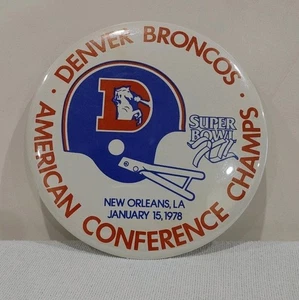 · DENVER BRONCOS ·
AMERICAN CONFERENCE CHAMPS
D
SUPER
BOWL
XII
NEW ORLEANS, LA
JANUARY 15, 1978